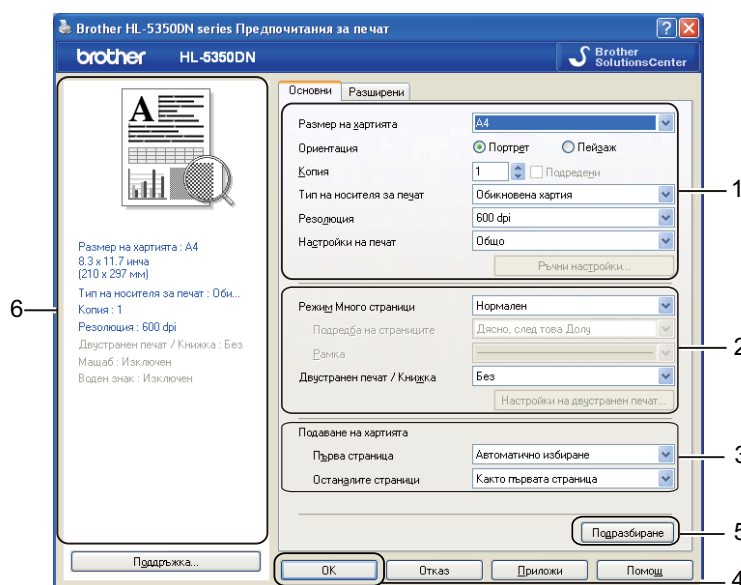 Brother HL-5350DN series Предпочитания за печат
brother HL-5350DN
Brother
SolutionsCenter
A
Размер на картията : A4
8.3 x 11.7 инча
(210 x 297 мм)
Тип на носителя за печат : Оби...
Копия : 1
Резолюция : 600 dpi
Двустранен печат / Книжка : Без
Мащаб : Изключен
Воден знак : Изключен
Поддръжка...
6
Основни Разширени
Размер на хартията A4
Ориентация Портрет Пейзаж
Копия 1 Подредени
Тип на носителя за печат Обикновена хартия
Резолюция 600 dpi
Настройки на печат Общо
Ръчни настройки...
1
Режим Много страници Нормален
Подредба на страниците Дясно, след това Долу
Рамка
Двустранен печат / Книжка Без
Настройки на двустранен печат...
2
Подаване на хартията
Първа страница Автоматично избиране
Останалите страници Както първата страница
3
Подразбиране
5
OK Отказ Приложи Помощ
4